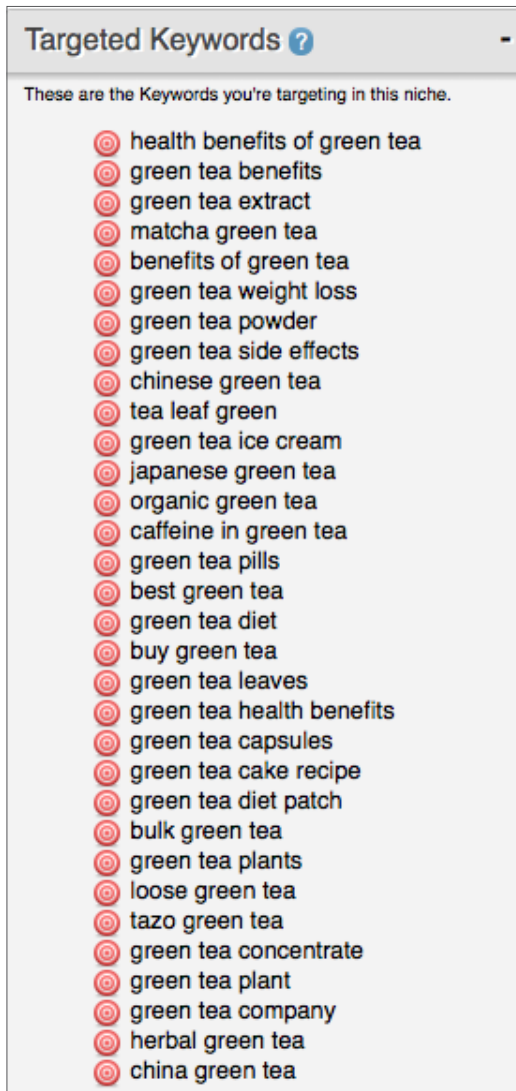 Targeted Keywords ? -
These are the Keywords you're targeting in this niche.
health benefits of green tea
green tea benefits
green tea extract
matcha green tea
benefits of green tea
green tea weight loss
green tea powder
green tea side effects
chinese green tea
tea leaf green
green tea ice cream
japanese green tea
organic green tea
caffeine in green tea
green tea pills
best green tea
green tea diet
buy green tea
green tea leaves
green tea health benefits
green tea capsules
green tea cake recipe
green tea diet patch
bulk green tea
green tea plants
loose green tea
tazo green tea
green tea concentrate
green tea plant
green tea company
herbal green tea
china green tea